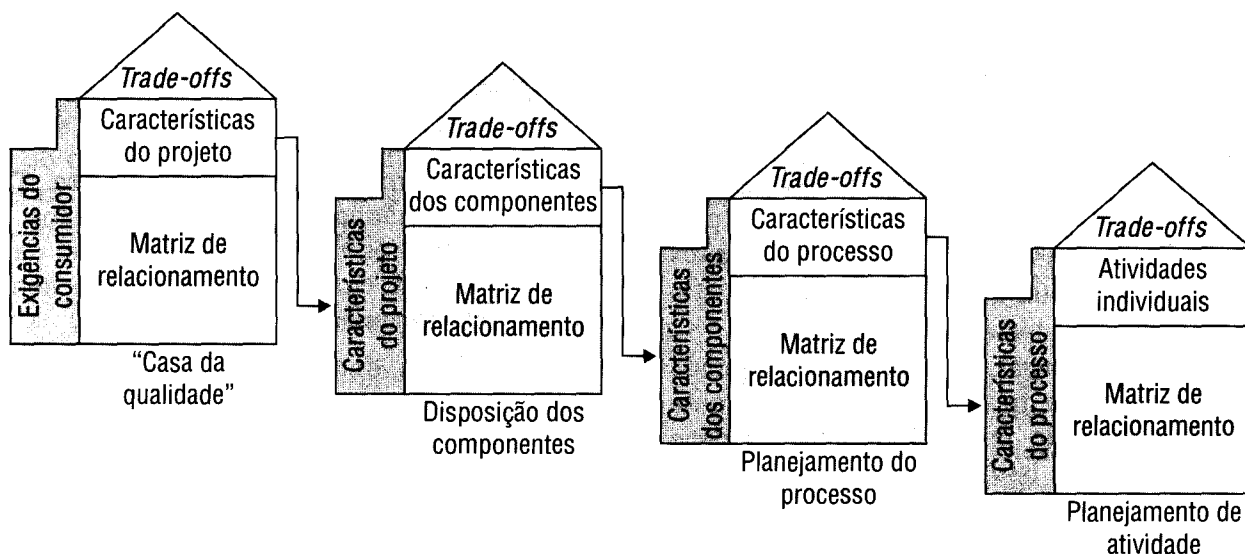 Trade-offs
Características
do projeto
Exigências do
consumidor
Matriz de
relacionamento
“Casa da
qualidade”
Trade-offs
Características
dos componentes
Características
do projeto
Matriz de
relacionamento
Disposição dos
componentes
Trade-offs
Características
do processo
Características
dos componentes
Matriz de
relacionamento
Planejamento do
processo
Trade-offs
Atividades
individuais
Características
do processo
Matriz de
relacionamento
Planejamento de
atividade